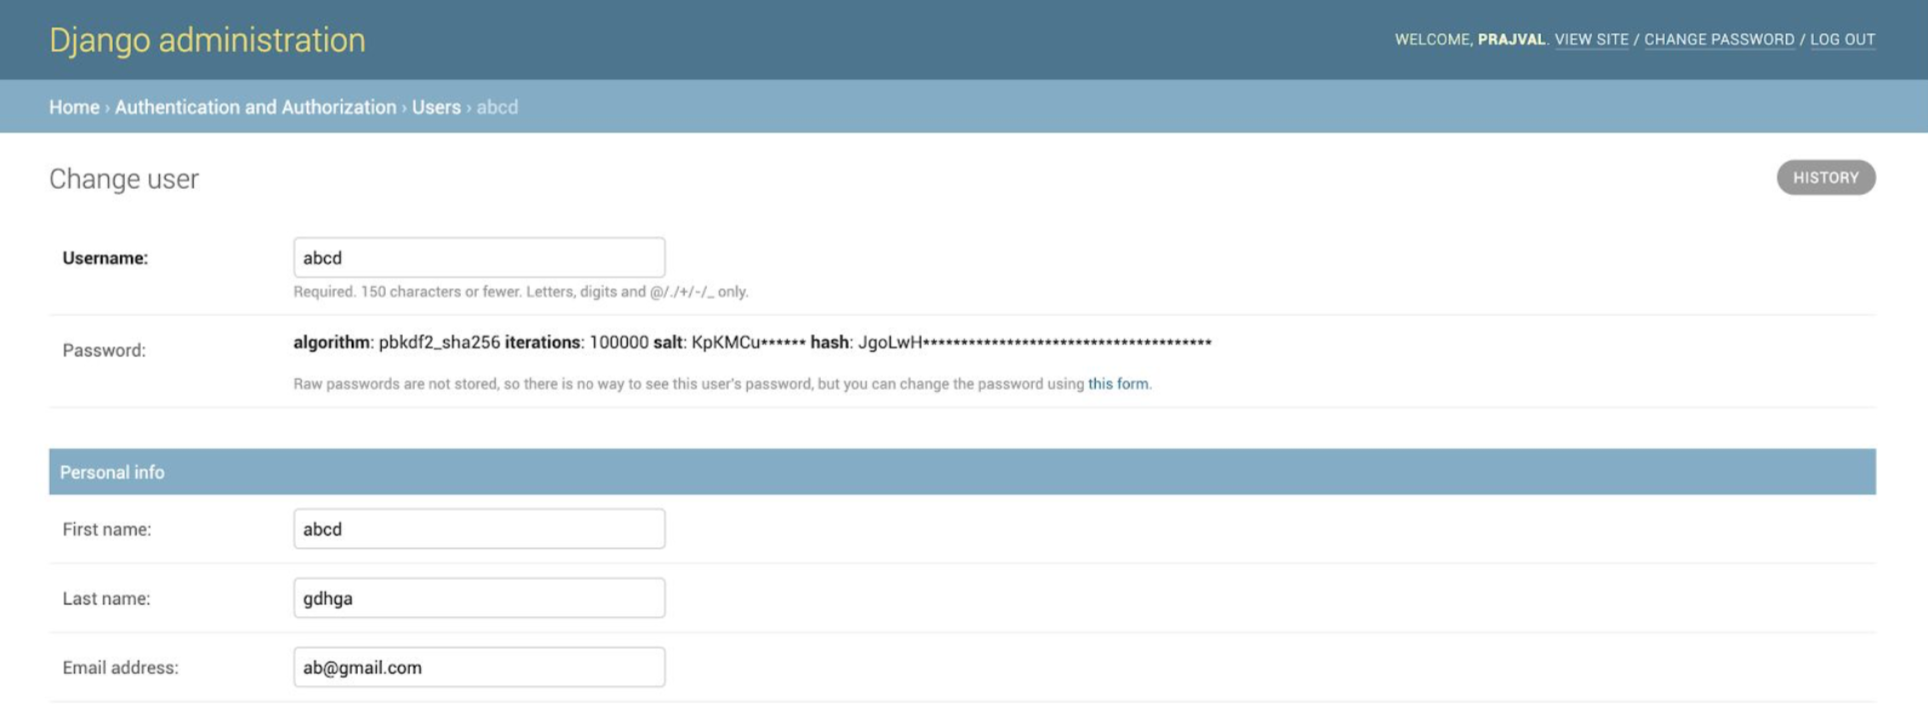 Django administration
WELCOME, PRAJVAL. VIEW SITE / CHANGE PASSWORD / LOG OUT
Home › Authentication and Authorization › Users › abcd
Change user
HISTORY
Username:
abcd
Required. 150 characters or fewer. Letters, digits and @/./+/-/_ only.
Password:
algorithm: pbkdf2_sha256 iterations: 100000 salt: KpKMCu****** hash: JgoLwH**************************************
Raw passwords are not stored, so there is no way to see this user's password, but you can change the password using this form.
Personal info
First name:
abcd
Last name:
gdhga
Email address:
ab@gmail.com